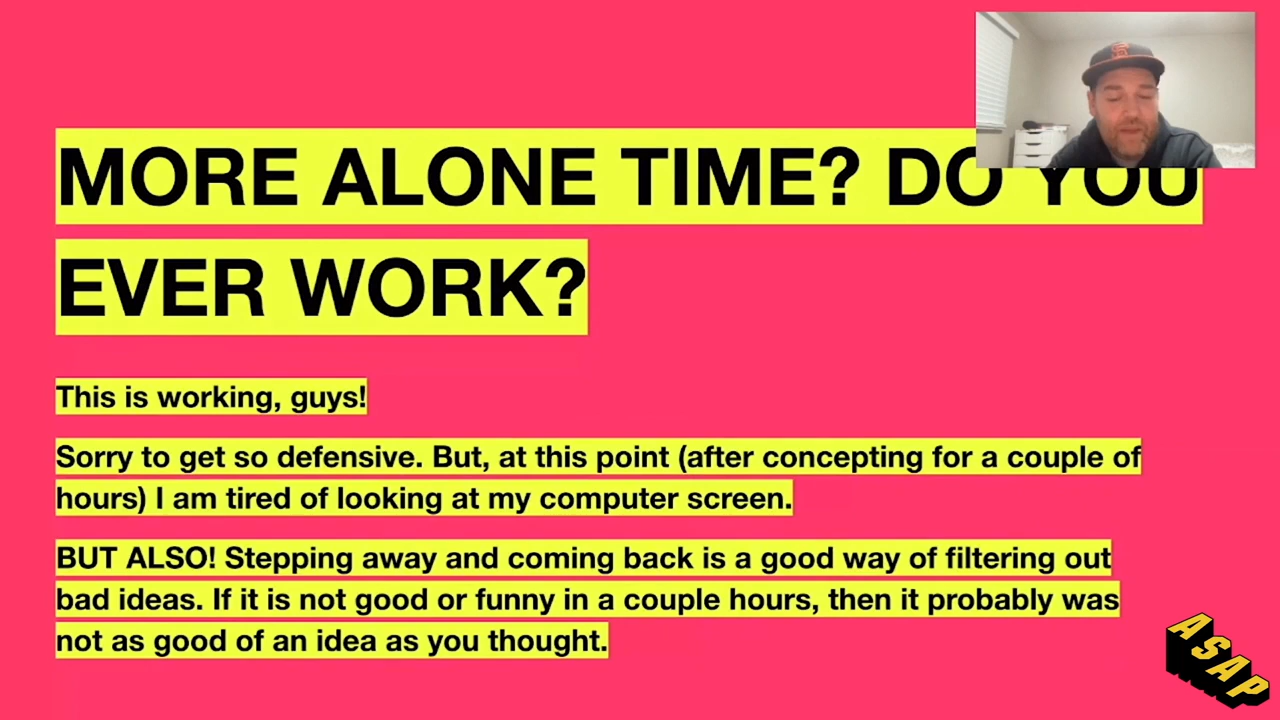 MORE ALONE TIME? DO YOU
EVER WORK?
This is working, guys!
Sorry to get so defensive. But, at this point (after concepting for a couple of
hours) I am tired of looking at my computer screen.
BUT ALSO! Stepping away and coming back is a good way of filtering out
bad ideas. If it is not good or funny in a couple hours, then it probably was
not as good of an idea as you thought.
ASAP